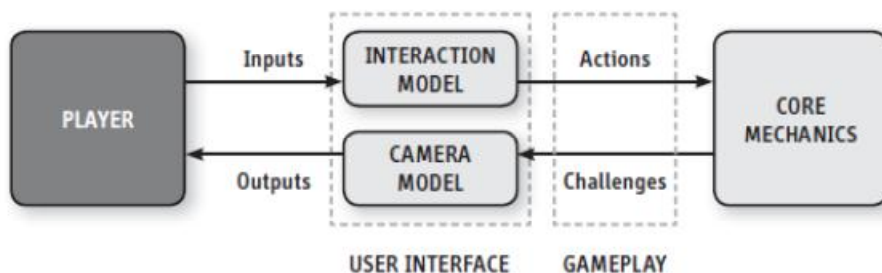 PLAYER
Inputs
Outputs
INTERACTION
MODEL
CAMERA
MODEL
Actions
Challenges
CORE
MECHANICS
USER INTERFACE
GAMEPLAY